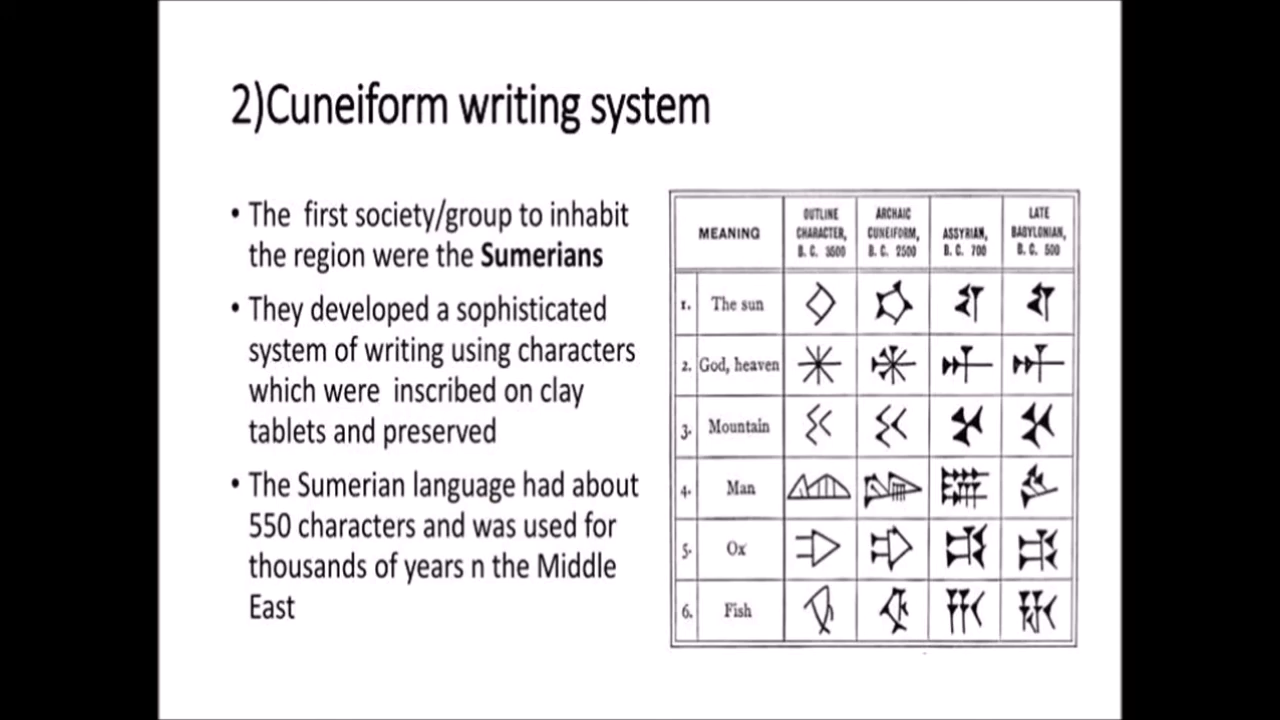 2)Cuneiform writing system
• The first society/group to inhabit
the region were the Sumerians
• They developed a sophisticated
system of writing using characters
which were inscribed on clay
tablets and preserved
• The Sumerian language had about
550 characters and was used for
thousands of years n the Middle
East
MEANING
OUTLINE
CHARACTER,
B. C. 3500
ARCHAIC
CUNEIFORM,
B. C. 2500
ASSYRIAN,
B. C. 700
LATE
BABYLONIAN,
B. C. 500
1. The sun
2. God, heaven
3. Mountain
4. Man
5. Ox
6. Fish